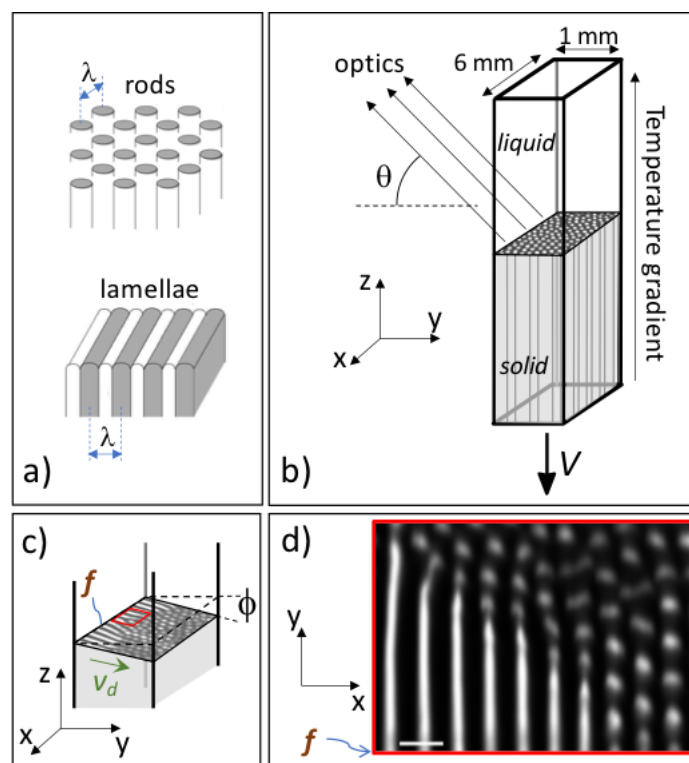 λ
rods
lamellae
λ
a)
1 mm
6 mm
optics
liquid
θ
Temperature gradient
z
y
x
solid
b)
V
f
ϕ
z
v_d
x
y
c)
d)
y
x
f